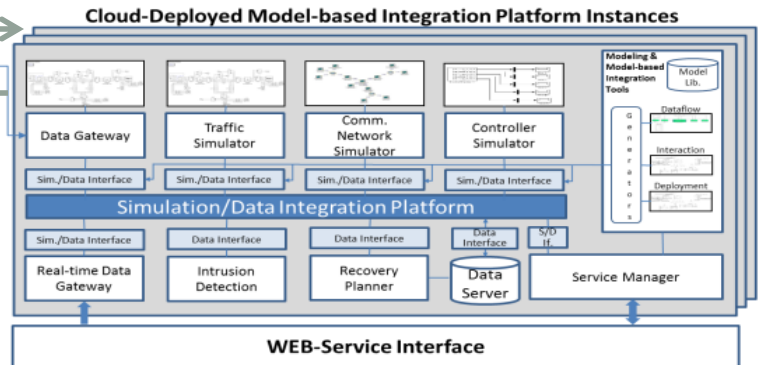 Cloud-Deployed Model-based Integration Platform Instances
Modeling &
Model-based
Integration
Tools
Model
Lib.
Data Gateway
Traffic
Simulator
Comm.
Network
Simulator
Controller
Simulator
Generators
Dataflow
Interaction
Deployment
Sim./Data Interface
Sim./Data Interface
Sim./Data Interface
Sim./Data Interface
Simulation/Data Integration Platform
Sim./Data Interface
Data Interface
Data Interface
Data
Interface
S/D
If.
Real-time Data
Gateway
Intrusion
Detection
Recovery
Planner
Data
Server
Service Manager
WEB-Service Interface